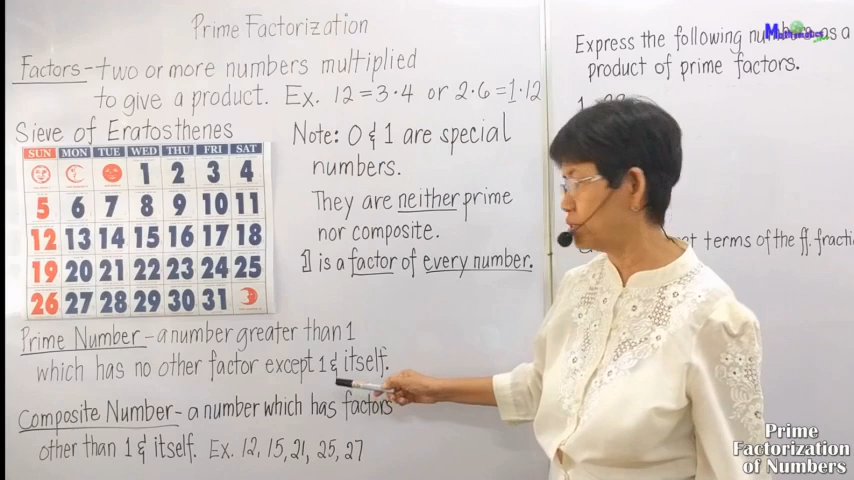 Prime Factorization
Factors - two or more numbers multiplied
to give a product. Ex. 12 = 3·4 or 2·6 = 1·12
Sieve of Eratosthenes
SUN MON TUE WED THU FRI SAT
1 2 3 4
5 6 7 8 9 10 11
12 13 14 15 16 17 18
19 20 21 22 23 24 25
26 27 28 29 30 31
Note: 0 & 1 are special
numbers.
They are neither prime
nor composite.
1 is a factor of every number.
Prime Number - a number greater than 1
which has no other factor except 1 & itself.
Composite Number - a number which has factors
other than 1 & itself. Ex. 12, 15, 21, 25, 27
Mathematics
Express the following numbers as a
product of prime factors.
terms of the ff. fracti
Prime
Factorization
of Numbers